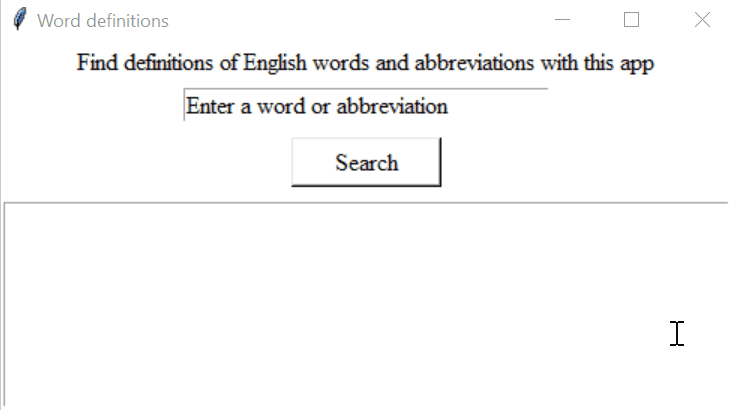 Word definitions
Find definitions of English words and abbreviations with this app
Enter a word or abbreviation
Search